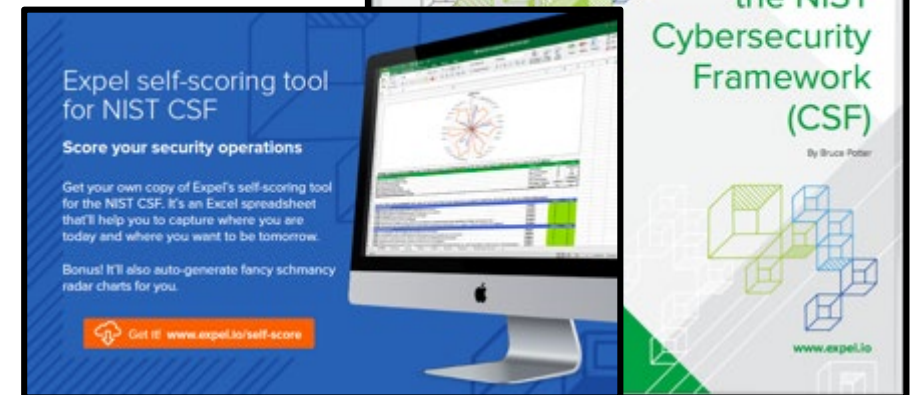 Expel self-scoring tool
for NIST CSF
Score your security operations
Get your own copy of Expel's self-scoring tool
for the NIST CSF. It's an Excel spreadsheet
that'll help you to capture where you are
today and where you want to be tomorrow.
Bonus! It'll also auto-generate fancy schmancy
radar charts for you.
Get it! www.expel.io/self-score
the NIST
Cybersecurity
Framework
(CSF)
By Bruce Potter
www.expel.io